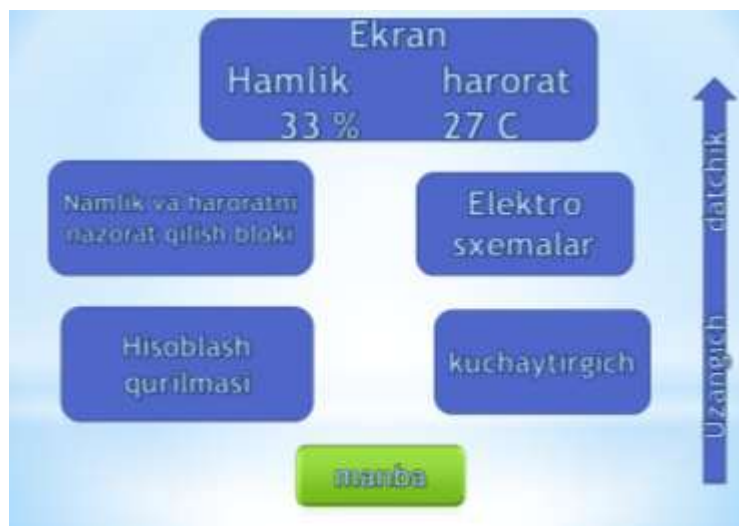 Ekran
Hamlik harorat
33 % 27 C
Namlik va haroratni
nazorat qilish bloki
Elektro
sxemalar
Hisoblash
qurilmasi
kuchaytirgich
manba
Uzangich datchik